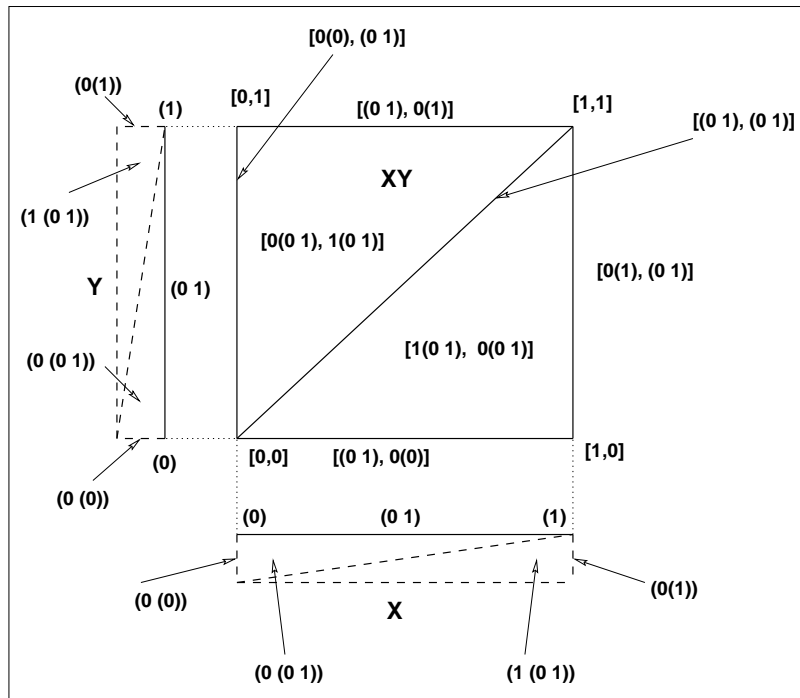 [0(0), (0 1)]
(0(1))
(1)
[0,1]
[(0 1), 0(1)]
[1,1]
[(0 1), (0 1)]
XY
(1 (0 1))
[0(0 1), 1(0 1)]
Y
(0 1)
[0(1), (0 1)]
(0 (0 1))
[1(0 1), 0(0 1)]
(0)
[0,0]
[(0 1), 0(0)]
[1,0]
(0 (0))
(0)
(0 1)
(1)
(0 (0))
X
(0(1))
(0 (0 1))
(1 (0 1))